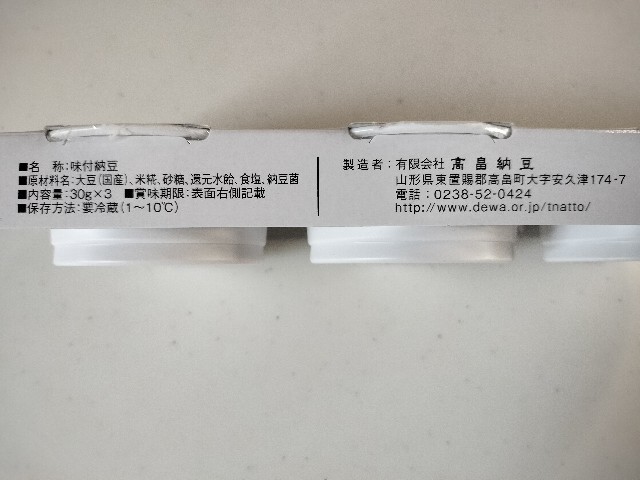 ■名　称:味付納豆
■原材料名:大豆(国産)、米糀、砂糖、還元水飴、食塩、納豆菌
■内容量:30g×3　■賞味期限:表面右側記載
■保存方法:要冷蔵(1〜10℃)
製造者：有限会社 高畠納豆
山形県東置賜郡高畠町大字安久津174-7
電話：0238-52-0424
http://www.dewa.or.jp/tnatto/